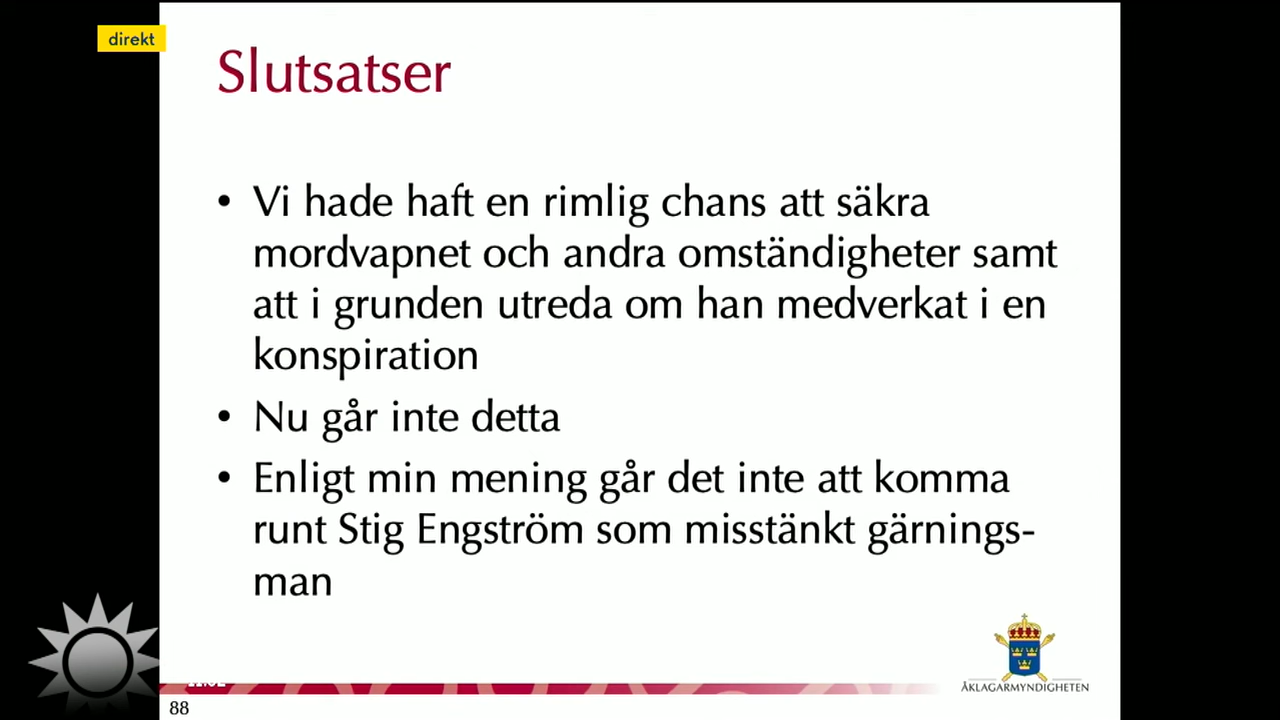 direkt
Slutsatser
• Vi hade haft en rimlig chans att säkra
mordvapnet och andra omständigheter samt
att i grunden utreda om han medverkat i en
konspiration
• Nu går inte detta
• Enligt min mening går det inte att komma
runt Stig Engström som misstänkt gärnings-
man
ÅKLAGARMYNDIGHETEN
88